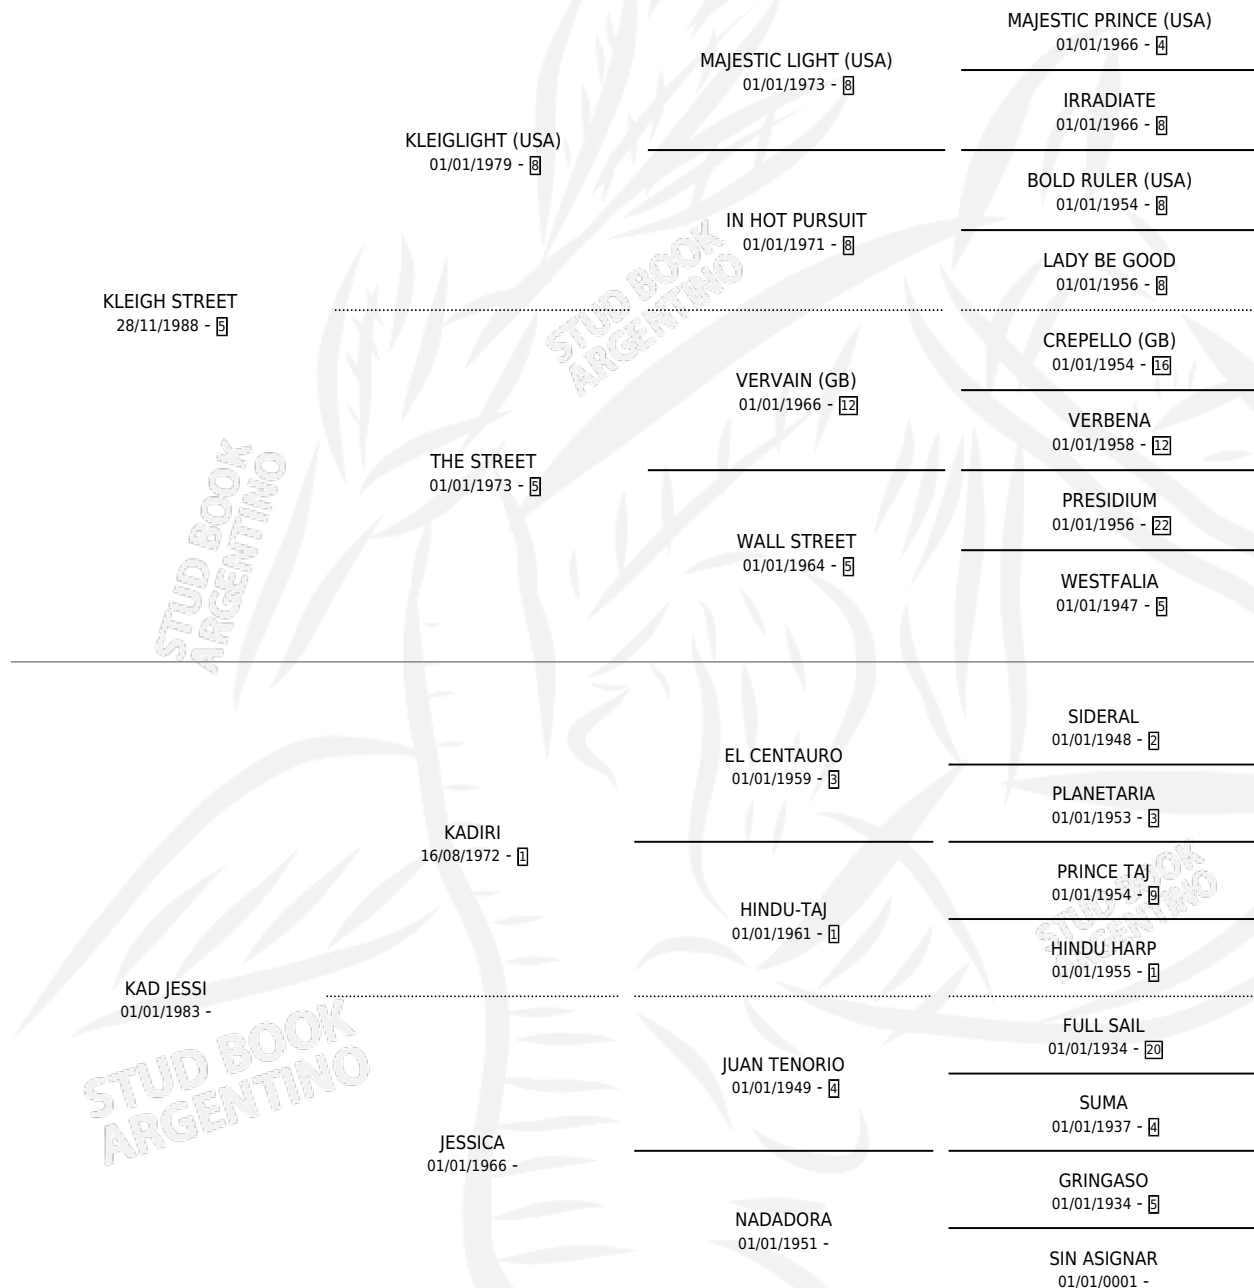 MAJESTIC PRINCE (USA)
01/01/1966 - 4
MAJESTIC LIGHT (USA)
01/01/1973 - 8
IRRADIATE
01/01/1966 - 8
KLEIGLIGHT (USA)
01/01/1979 - 8
BOLD RULER (USA)
01/01/1954 - 8
IN HOT PURSUIT
01/01/1971 - 8
LADY BE GOOD
01/01/1956 - 8
KLEIGH STREET
28/11/1988 - 5
CREPELLO (GB)
01/01/1954 - 16
VERVAIN (GB)
01/01/1966 - 12
VERBENA
01/01/1958 - 12
THE STREET
01/01/1973 - 5
PRESIDIUM
01/01/1956 - 22
WALL STREET
01/01/1964 - 5
WESTFALIA
01/01/1947 - 5
SIDERAL
01/01/1948 - 2
EL CENTAURO
01/01/1959 - 3
PLANETARIA
01/01/1953 - 3
KADIRI
16/08/1972 - 1
PRINCE TAJ
01/01/1954 - 9
HINDU-TAJ
01/01/1961 - 1
HINDU HARP
01/01/1955 - 1
KAD JESSI
01/01/1983 -
FULL SAIL
01/01/1934 - 20
JUAN TENORIO
01/01/1949 - 4
SUMA
01/01/1937 - 4
JESSICA
01/01/1966 -
GRINGASO
01/01/1934 - 5
NADADORA
01/01/1951 -
SIN ASIGNAR
01/01/0001 -
STUD BOOK
ARGENTINO
STUD BOOK
ARGENTINO
STUD BOOK
ARGENTINO
STUD BOOK
ARGENTINO